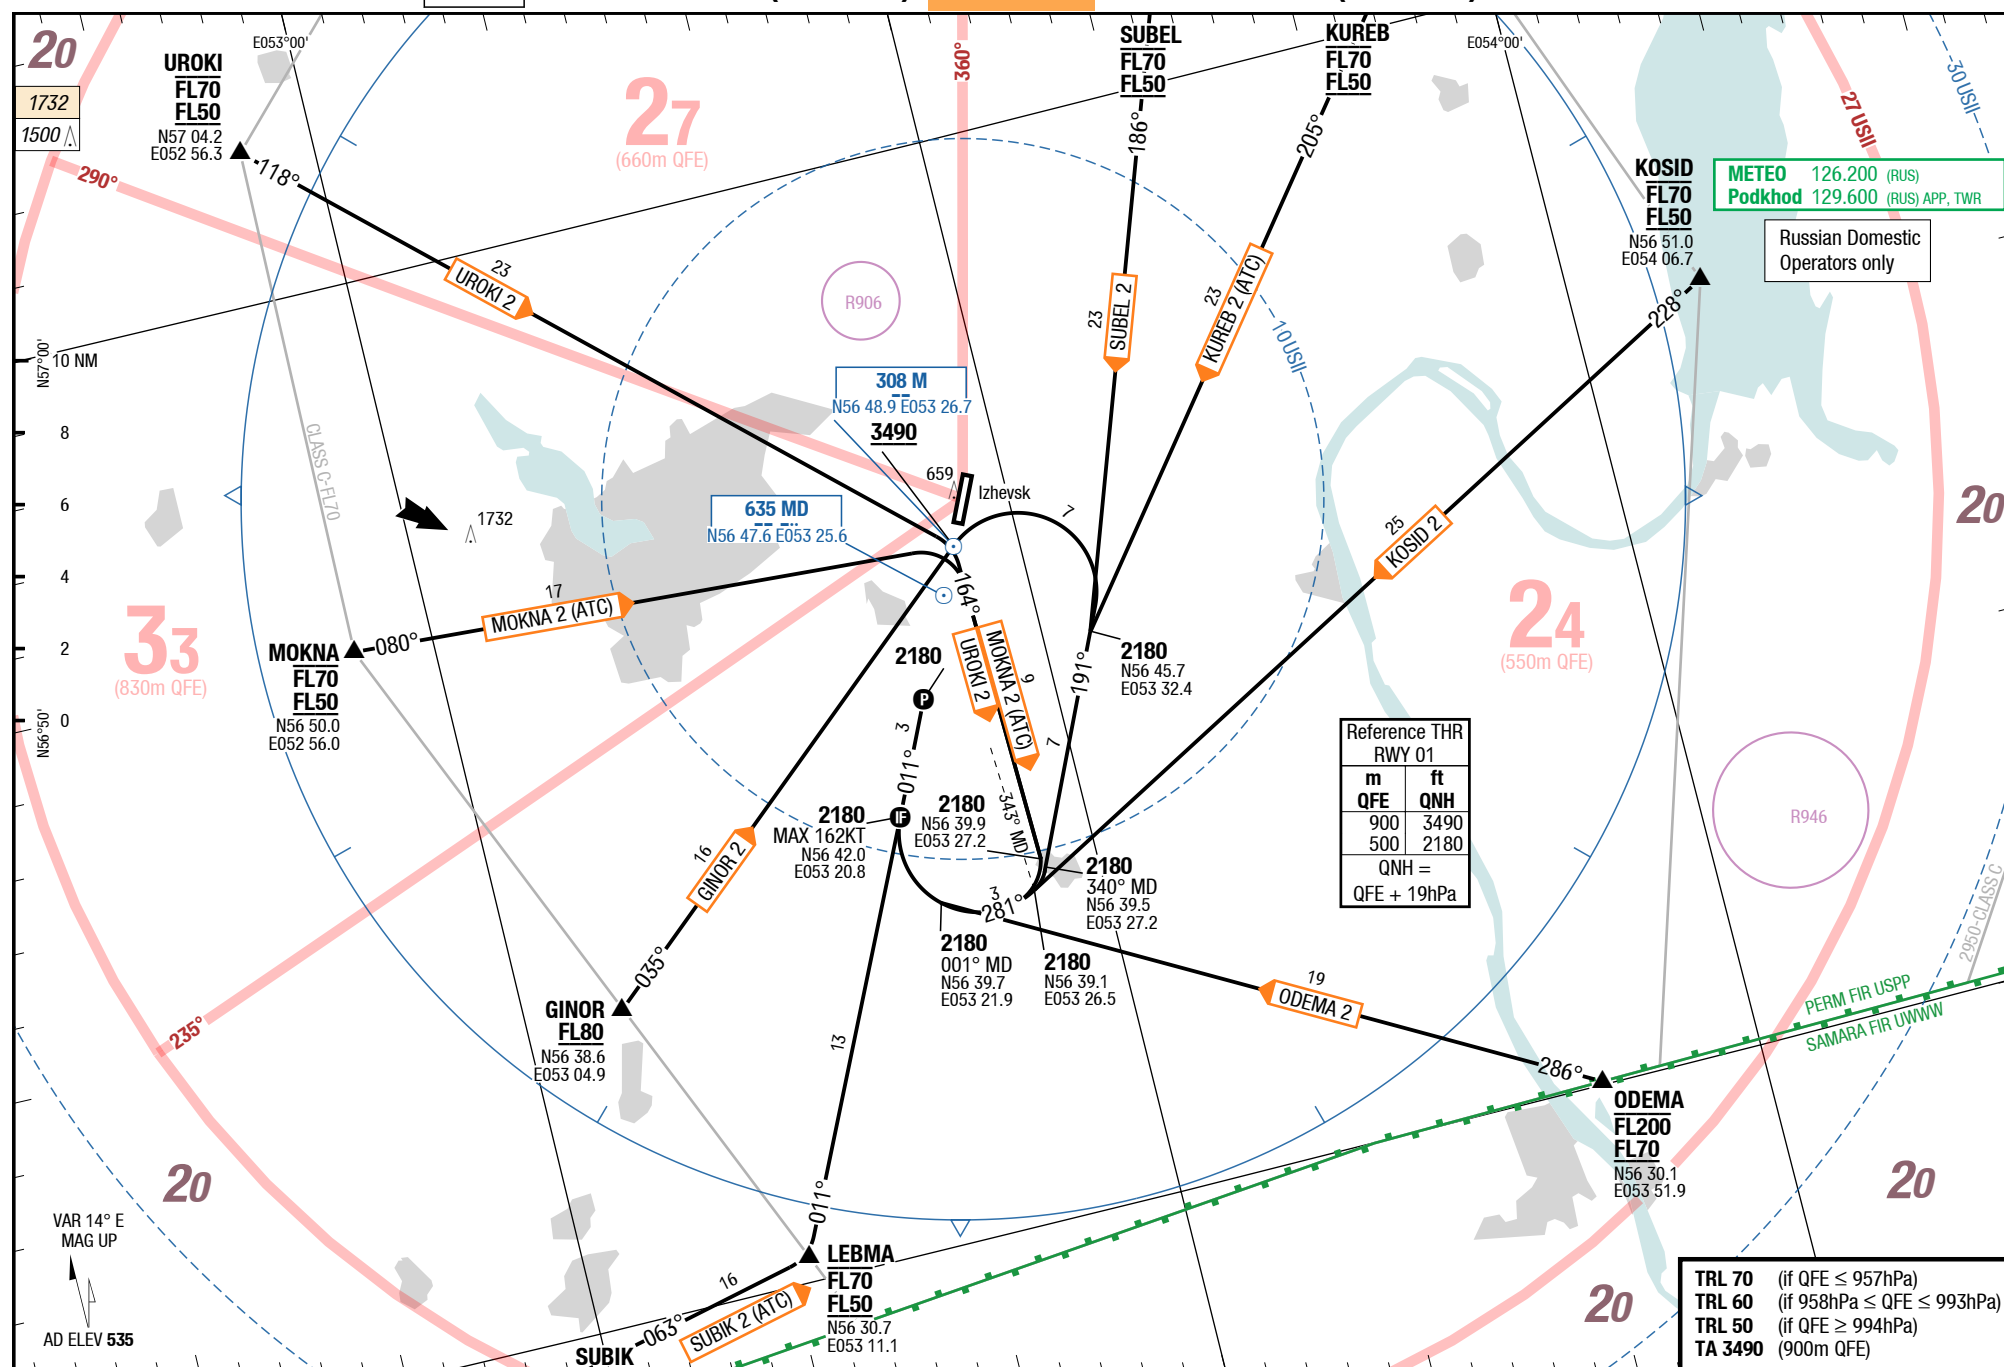 20
1732
1500
UROKI
FL70
FL50
N57 04.2
E052 56.3
E053°00'
27
(660m QFE)
360°
SUBEL
FL70
FL50
KUREB
FL70
FL50
E054°00'
30 USII
27 USII
290°
118°
186°
205°
KOSID
FL70
FL50
N56 51.0
E054 06.7
METEO 126.200 (RUS)
Podkhod 129.600 (RUS) APP, TWR
Russian Domestic
Operators only
228°
23
UROKI 2
R906
23
SUBEL 2
23
KUREB 2 (ATC)
10 USII
N57°00'
10 NM
8
6
4
2
0
N56°50'
CLASS C-FL70
308 M
N56 48.9 E053 26.7
3490
659
Izhevsk
7
635 MD
N56 47.6 E053 25.6
1732
25
KOSID 2
20
33
(830m QFE)
17
MOKNA 2 (ATC)
080°
MOKNA
FL70
FL50
N56 50.0
E052 56.0
164°
24
(550m QFE)
2180
P
UROKI 2
MOKNA 2 (ATC)
9
191°
7
2180
N56 45.7
E053 32.4
3
011°
Reference THR
RWY 01
m ft
QFE QNH
900 3490
500 2180
QNH =
QFE + 19hPa
R946
2180
MAX 162KT
N56 42.0
E053 20.8
IF
2180
N56 39.9
E053 27.2
343° MD
2180
340° MD
N56 39.5
E053 27.2
16
GINOR 2
035°
3
281°
2180
001° MD
N56 39.7
E053 21.9
2180
N56 39.1
E053 26.5
19
ODEMA 2
286°
2950-CLASS C
PERM FIR USPP
SAMARA FIR UWWW
235°
GINOR
FL80
N56 38.6
E053 04.9
13
ODEMA
FL200
FL70
N56 30.1
E053 51.9
20
20
011°
VAR 14° E
MAG UP
AD ELEV 535
LEBMA
FL70
FL50
N56 30.7
E053 11.1
16
SUBIK 2 (ATC)
063°
SUBIK
20
TRL 70 (if QFE ≤ 957hPa)
TRL 60 (if 958hPa ≤ QFE ≤ 993hPa)
TRL 50 (if QFE ≥ 994hPa)
TA 3490 (900m QFE)